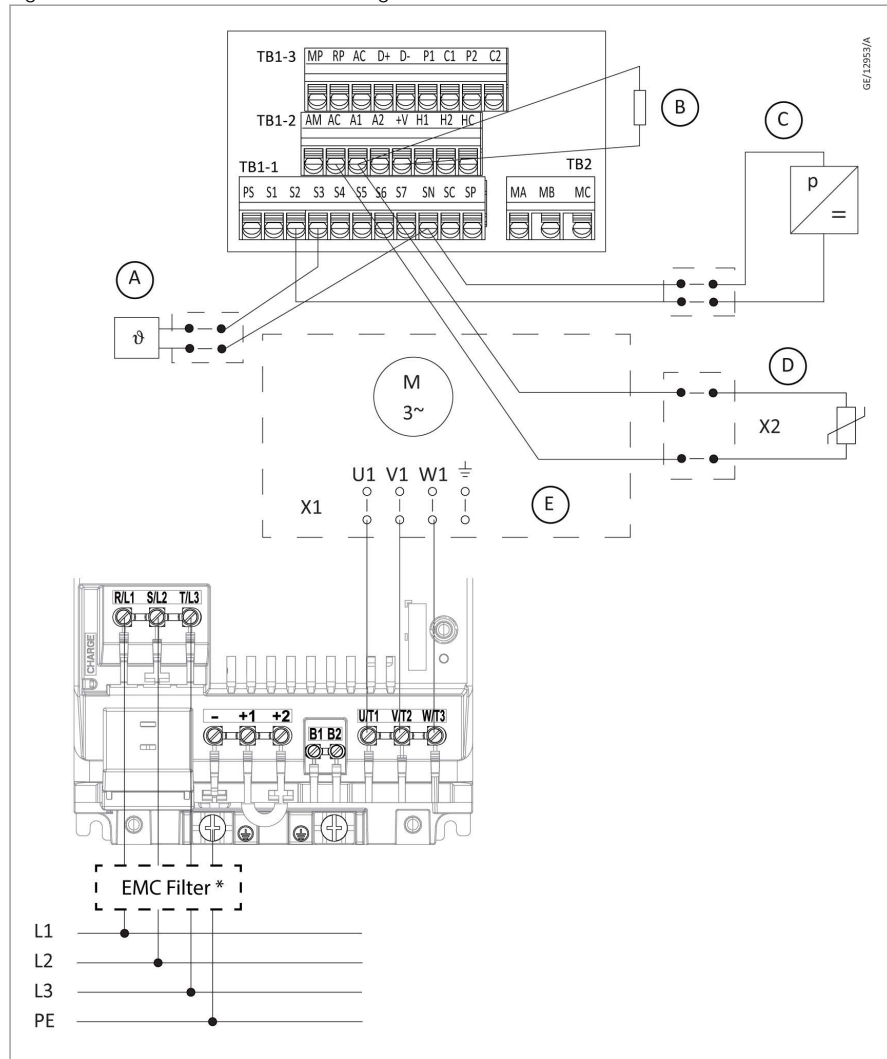 GE/12953/A
TB1-3 MP RP AC D+ D- P1 C1 P2 C2
B
TB1-2 AM AC A1 A2 +V H1 H2 HC
C
TB1-1
TB2
PS S1 S2 S3 S4 S5 S6 S7 SN SC SP
MA MB MC
p
=
A
ϑ
M
3~
D
X2
U1 V1 W1
X1
E
R/L1 S/L2 T/L3
CHARGE
- +1 +2
B1 B2
U/T1 V/T2 W/T3
EMC Filter *
L1
L2
L3
PE